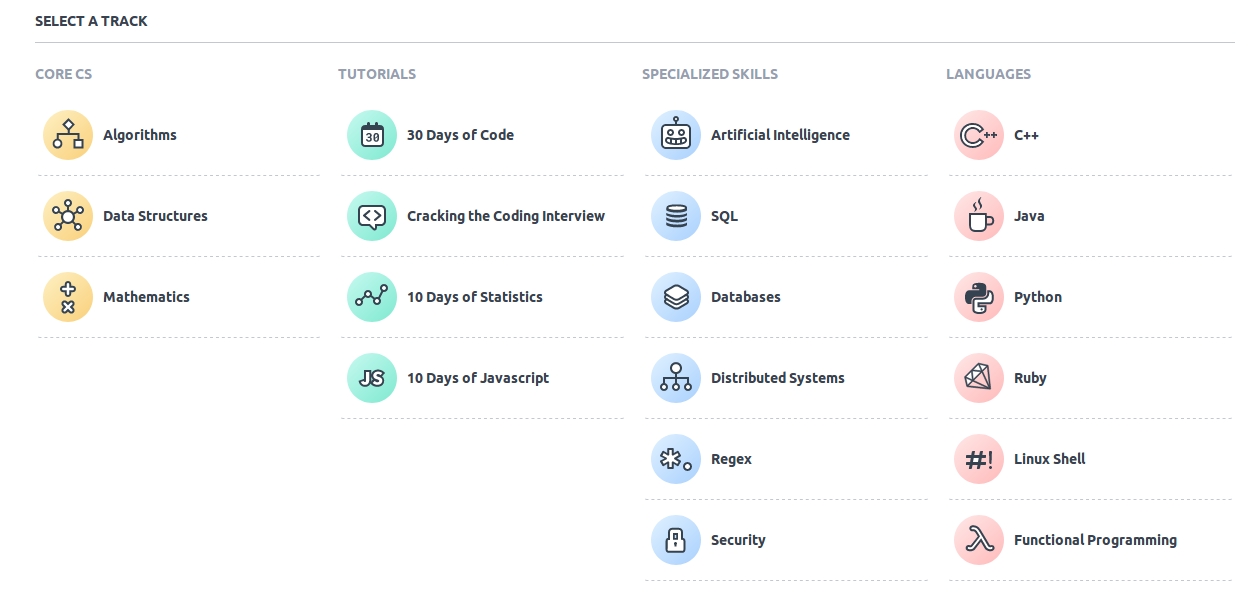 SELECT A TRACK
CORE CS
Algorithms
Data Structures
Mathematics
TUTORIALS
30
30 Days of Code
Cracking the Coding Interview
10 Days of Statistics
JS
10 Days of Javascript
SPECIALIZED SKILLS
Artificial Intelligence
SQL
Databases
Distributed Systems
Regex
Security
LANGUAGES
C++
C++
Java
Python
Ruby
#!
Linux Shell
λ
Functional Programming